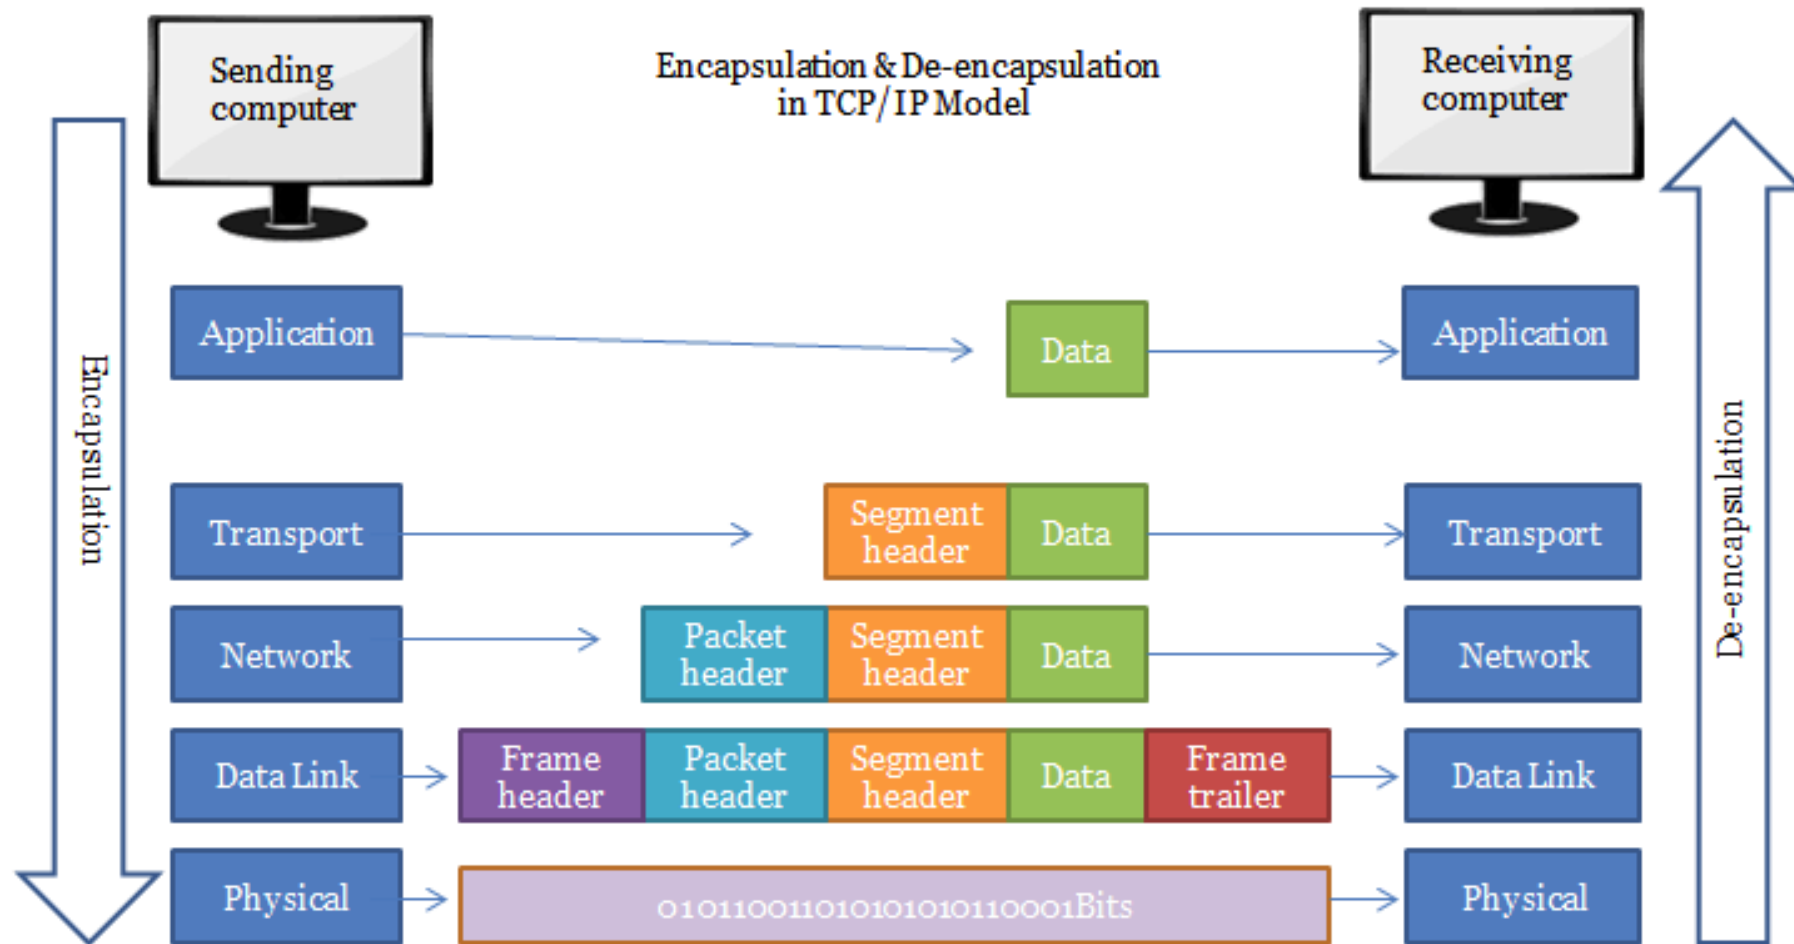 Sending
computer
Encapsulation & De-encapsulation
in TCP/IP Model
Receiving
computer
Encapsulation
De-encapsulation
Application
Data
Application
Transport
Segment
header
Data
Transport
Network
Packet
header
Segment
header
Data
Network
Data Link
Frame
header
Packet
header
Segment
header
Data
Frame
trailer
Data Link
Physical
01011001101010101011 0001Bits
Physical